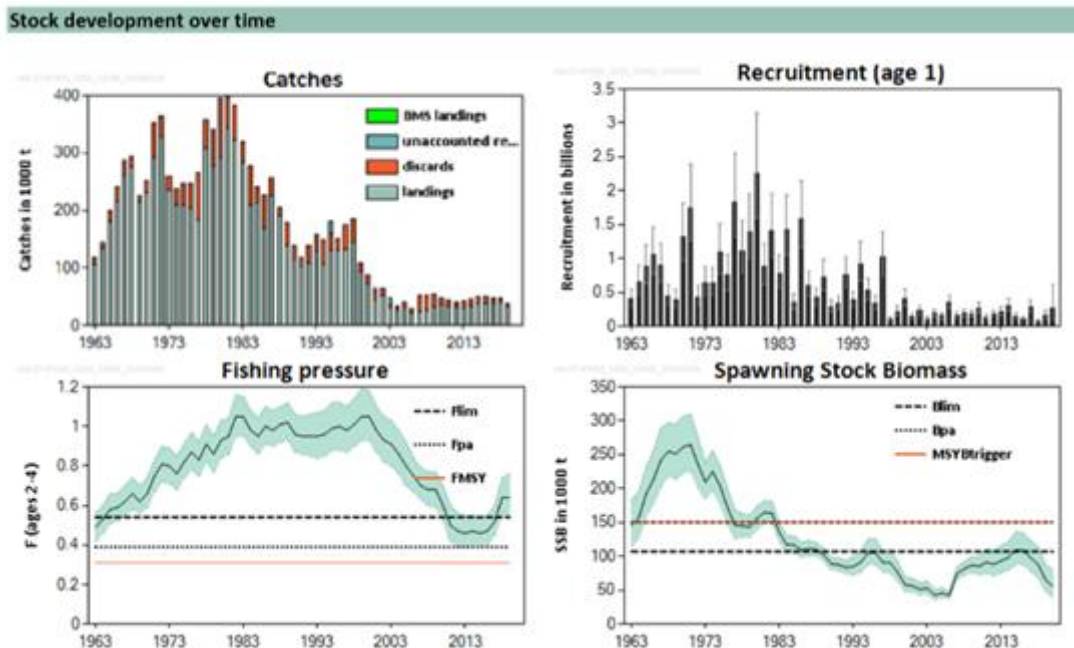 Stock development over time
Catches
400
300
200
100
0
Catches in 1000 t
BMS landings
unaccounted re...
discards
landings
1963 1973 1983 1993 2003 2013
Recruitment (age 1)
3.5
3
2.5
2
1.5
1
0.5
0
Recruitment in billions
1963 1973 1983 1993 2003 2013
Fishing pressure
1.2
1
0.8
0.6
0.4
0.2
0
F (ages 2-4)
Flim
Fpa
FMSY
1963 1973 1983 1993 2003 2013
Spawning Stock Biomass
350
300
250
200
150
100
50
0
SSB in 1000 t
Blim
Bpa
MSYBtrigger
1963 1973 1983 1993 2003 2013